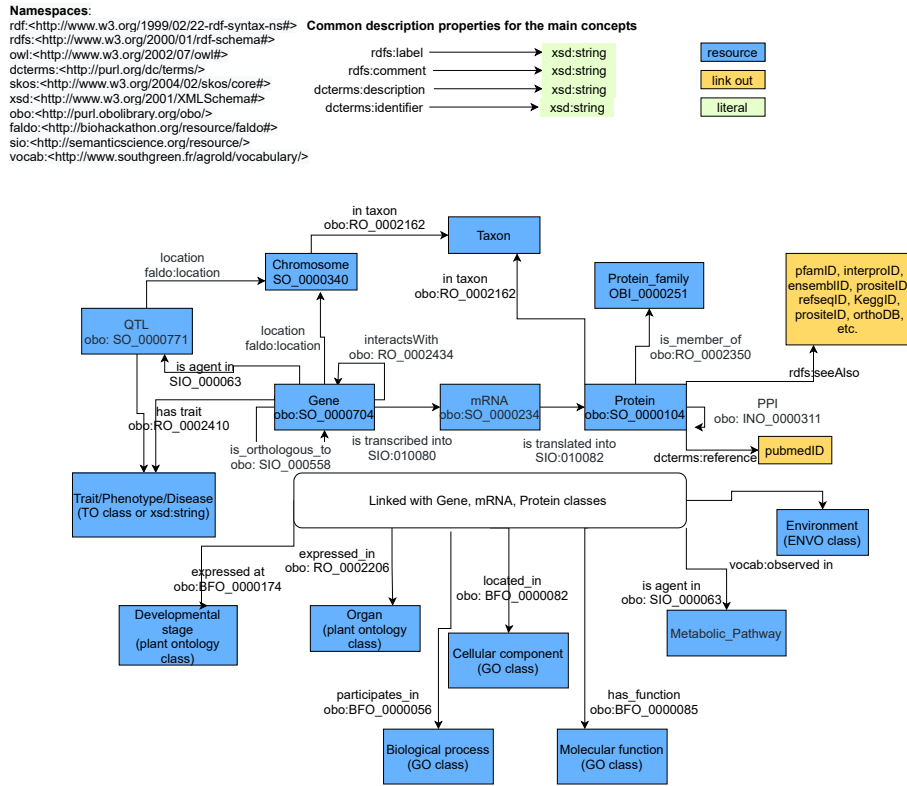 Namespaces:
rdf:<http://www.w3.org/1999/02/22-rdf-syntax-ns#>
rdfs:<http://www.w3.org/2000/01/rdf-schema#>
owl:<http://www.w3.org/2002/07/owl#>
dcterms:<http://purl.org/dc/terms/>
skos:<http://www.w3.org/2004/02/skos/core#>
xsd:<http://www.w3.org/2001/XMLSchema#>
obo:<http://purl.obolibrary.org/obo/>
faldo:<http://biohackathon.org/resource/faldo#>
sio:<http://semanticscience.org/resource/>
vocab:<http://www.southgreen.fr/agrold/vocabulary/>
Common description properties for the main concepts
rdfs:label xsd:string
rdfs:comment xsd:string
dcterms:description xsd:string
dcterms:identifier xsd:string
resource
link out
literal
in taxon
obo:RO_0002162
Taxon
location
faldo:location
Chromosome
SO_0000340
in taxon
obo:RO_0002162
Protein_family
OBI_0000251
pfamID, interproID,
ensemblID, prositeID
refseqID, KeggID,
prositeID, orthoDB,
etc.
QTL
obo: SO_0000771
location
faldo:location
interactsWith
obo: RO_0002434
is_member_of
obo:RO_0002350
is agent in
SIO_000063
rdfs:seeAlso
Gene
obo:SO_0000704
mRNA
obo:SO_0000234
Protein
obo:SO_0000104
PPI
obo: INO_0000311
has trait
obo:RO_0002410
is_orthologous_to
obo: SIO_000558
is transcribed into
SIO:010080
is translated into
SIO:010082
dcterms:reference
pubmedID
Trait/Phenotype/Disease
(TO class or xsd:string)
Linked with Gene, mRNA, Protein classes
Environment
(ENVO class)
vocab:observed in
expressed at
obo:BFO_0000174
expressed_in
obo: RO_0002206
located_in
obo: BFO_0000082
is agent in
obo: SIO_000063
Developmental
stage
(plant ontology
class)
Organ
(plant ontology
class)
Cellular component
(GO class)
Metabolic_Pathway
participates_in
obo:BFO_0000056
has_function
obo:BFO_0000085
Biological process
(GO class)
Molecular function
(GO class)